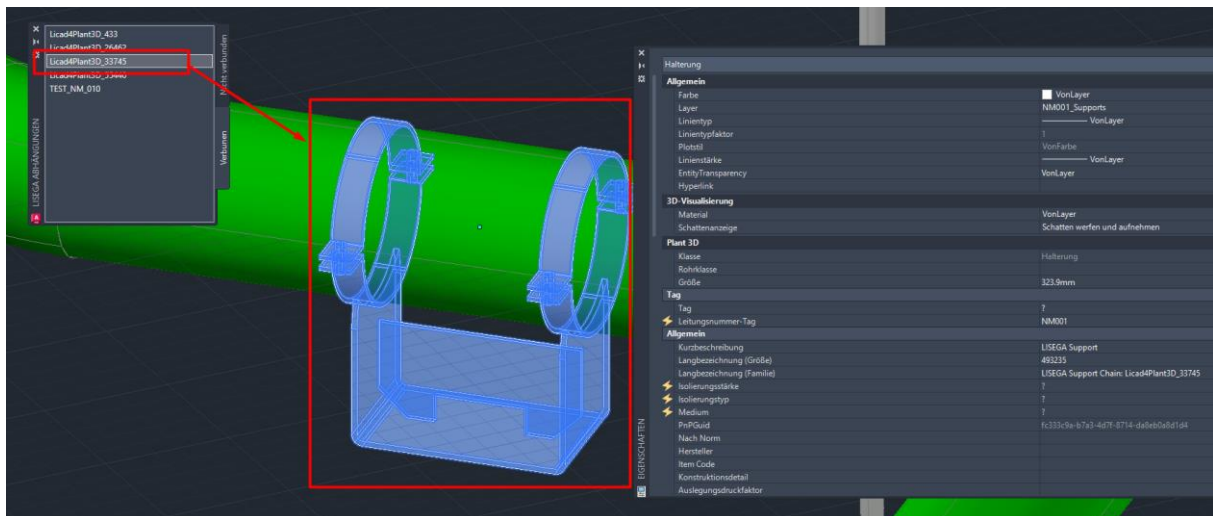 Licad4Plant3D_433
Licad4Plant3D_26462
Licad4Plant3D_33745
Licad4Plant3D_33446
TEST_NM_010
Nicht verbunden
Verbunen
LISEGA ABHÄNGUNGEN
Halterung
Allgemein
Farbe VonLayer
Layer NM001_Supports
Linientyp VonLayer
Linientypfaktor 1
Plotstil VonFarbe
Linienstärke VonLayer
EntityTransparency VonLayer
Hyperlink
3D-Visualisierung
Material VonLayer
Schattenanzeige Schatten werfen und aufnehmen
Plant 3D
Klasse Halterung
Rohrklasse
Größe 323.9mm
Tag
Tag ?
Leitungsnummer-Tag NM001
Allgemein
Kurzbeschreibung LISEGA Support
Langbezeichnung (Größe) 493235
Langbezeichnung (Familie) LISEGA Support Chain: Licad4Plant3D_33745
Isolierungsstärke ?
Isolierungstyp ?
Medium ?
PnPGuid fc333c9a-b7a3-4d7f-8714-da8eb0a8d1d4
Nach Norm
Hersteller
Item Code
Konstruktionsdetail
Auslegungsdruckfaktor
EIGENSCHAFTEN